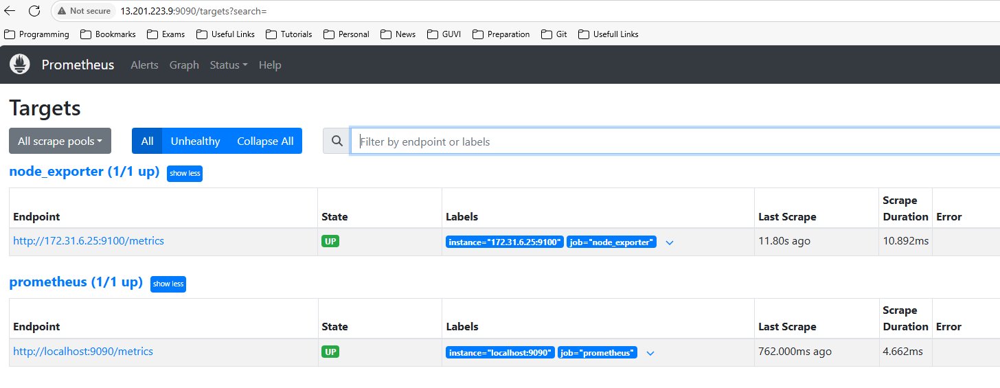 Not secure 13.201.223.9:9090/targets?search=
Programming Bookmarks Exams Useful Links Tutorials Personal News GUVI Preparation Git Usefull Links
Prometheus Alerts Graph Status Help
Targets
All scrape pools All Unhealthy Collapse All Filter by endpoint or labels
node_exporter (1/1 up) show less
Endpoint State Labels Last Scrape Scrape Duration Error
http://172.31.6.25:9100/metrics UP instance="172.31.6.25:9100" job="node_exporter" 11.80s ago 10.892ms
prometheus (1/1 up) show less
Endpoint State Labels Last Scrape Scrape Duration Error
http://localhost:9090/metrics UP instance="localhost:9090" job="prometheus" 762.000ms ago 4.662ms